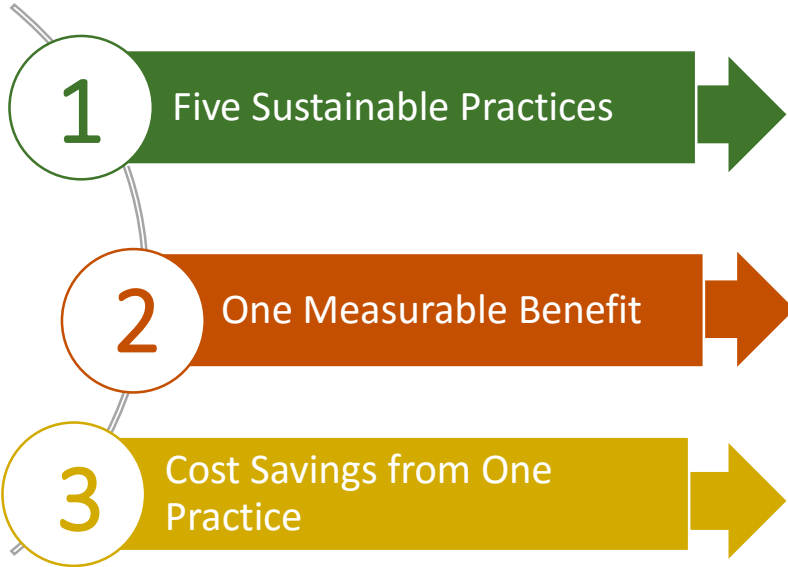 1
Five Sustainable Practices
2
One Measurable Benefit
3
Cost Savings from One
Practice